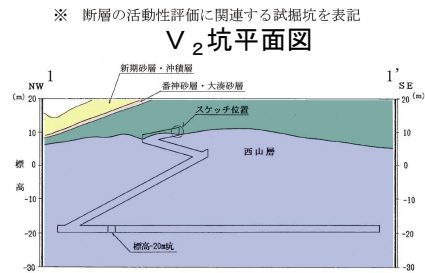 ※ 断層の活動性評価に関連する試掘坑を表記
V₂坑平面図
新期砂層・沖積層
1
1’
番神砂層・大湊砂層
NW
SE
(m)
(m)
20
20
スケッチ位置
10
10
西山層
標高
0
0
-10
-10
-20
-20
標高-20m坑
-30
-30